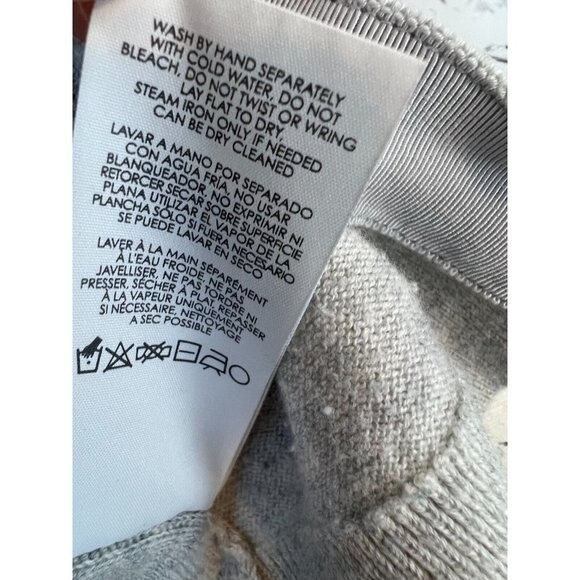 WASH BY HAND SEPARATELY
WITH COLD WATER, DO NOT
BLEACH, DO NOT TWIST OR WRING
LAY FLAT TO DRY,
STEAM IRON ONLY IF NEEDED
CAN BE DRY CLEANED
LAVAR A MANO POR SEPARADO
CON AGUA FRÍA, NO USAR
BLANQUEADOR, NO EXPRIMIR NI
RETORCER SECAR SOBRE SUPERFICIE
PLANA UTILIZAR EL VAPOR DE LA
PLANCHA SÓLO SI FUERA NECESARIO
SE PUEDE LAVAR EN SECO
LAVER À LA MAIN SÉPARÉMENT
À L'EAU FROIDE NE PAS
JAVELLISER, NE PAS TORDRE NI
PRESSER, SÉCHER À PLAT, REPASSER
À LA VAPEUR UNIQUEMENT
SI NÉCESSAIRE, NETTOYAGE
A SEC POSSIBLE